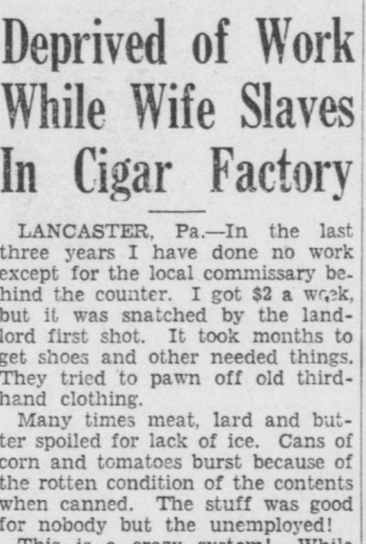 Deprived of Work
While Wife Slaves
In Cigar Factory
LANCASTER, Pa.—In the last
three years I have done no work
except for the local commissary be-
hind the counter. I got $2 a week,
but it was snatched by the land-
lord first shot. It took months to
get shoes and other needed things.
They tried to pawn off old third-
hand clothing.
Many times meat, lard and but-
ter spoiled for lack of ice. Cans of
corn and tomatoes burst because of
the rotten condition of the contents
when canned. The stuff was good
for nobody but the unemployed!
This is a crazy system! While